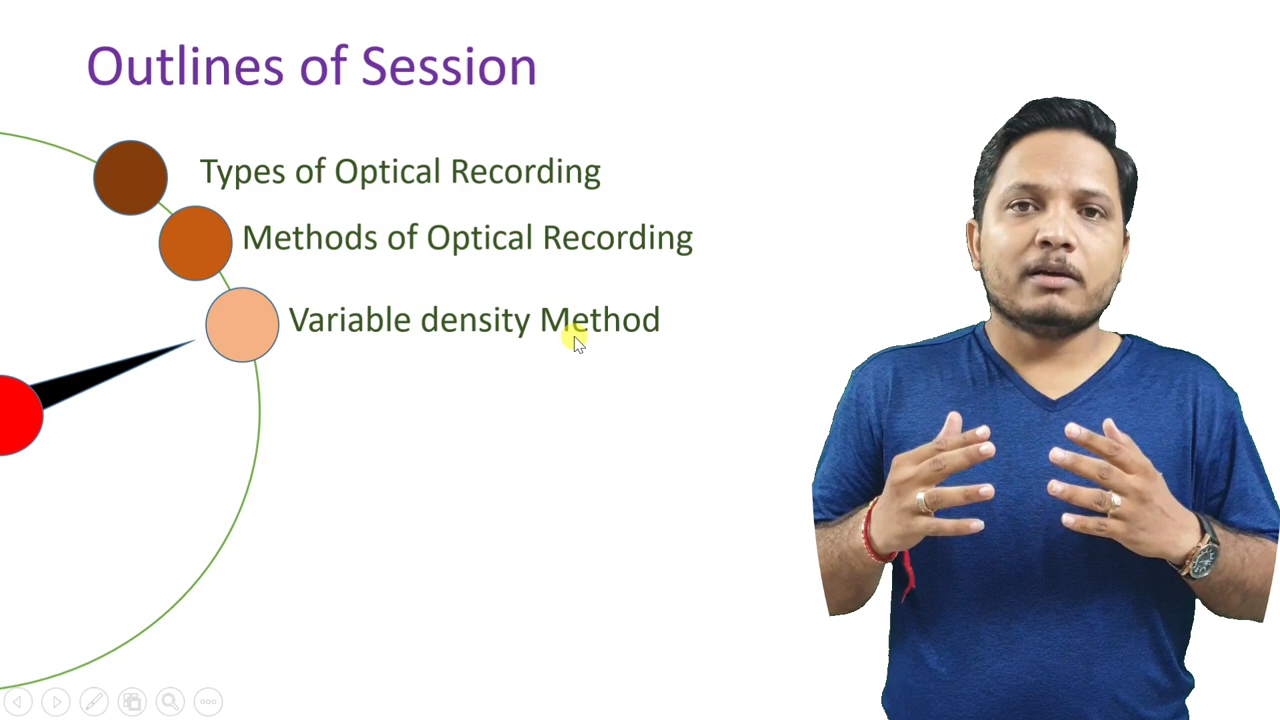 Outlines of Session
Types of Optical Recording
Methods of Optical Recording
Variable density Method